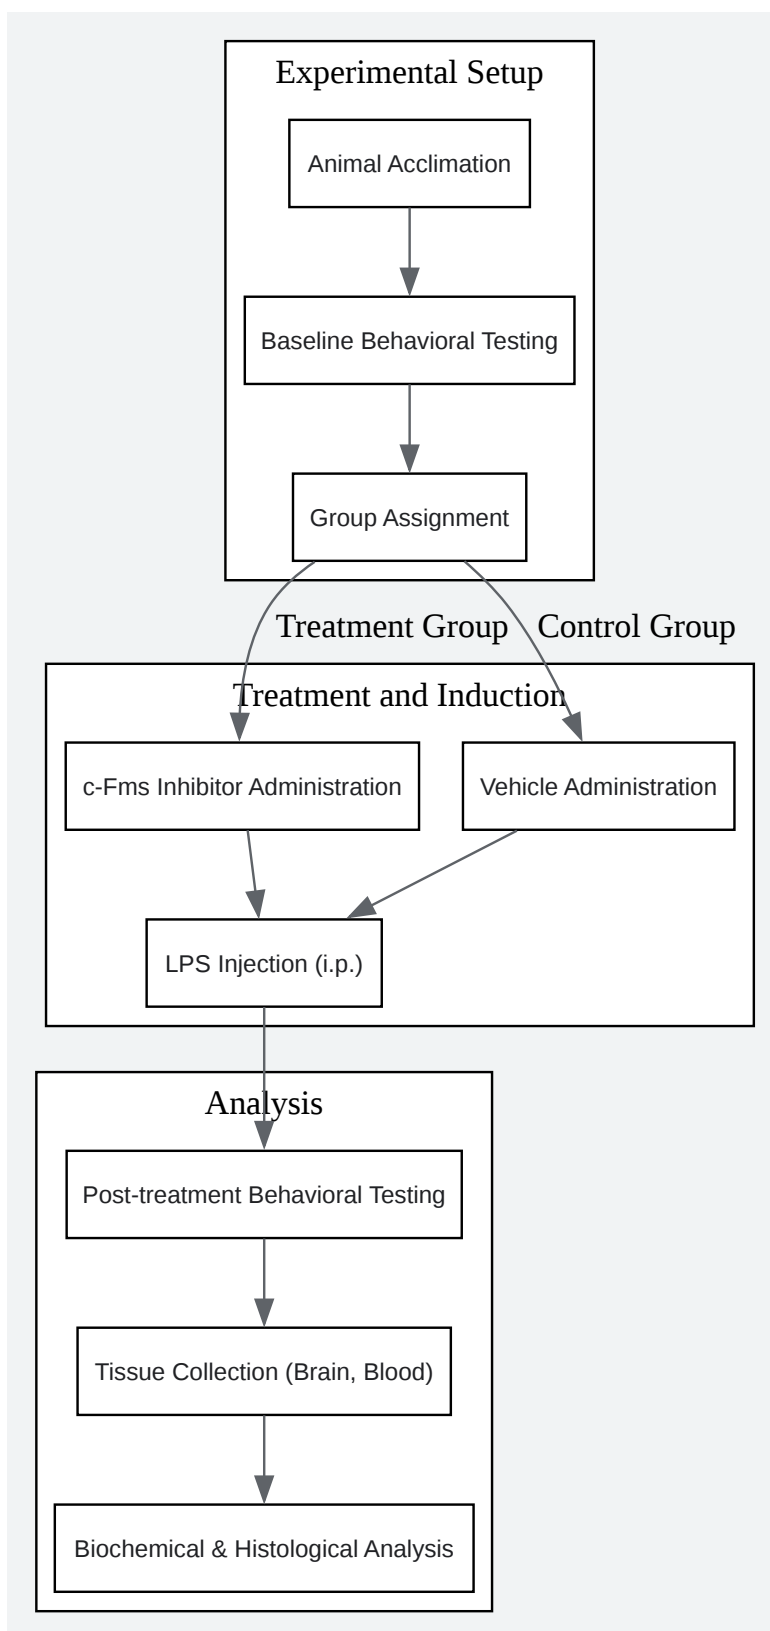 Experimental Setup
Animal Acclimation
Baseline Behavioral Testing
Group Assignment
Treatment Group
Control Group
Treatment and Induction
c-Fms Inhibitor Administration
Vehicle Administration
LPS Injection (i.p.)
Analysis
Post-treatment Behavioral Testing
Tissue Collection (Brain, Blood)
Biochemical & Histological Analysis